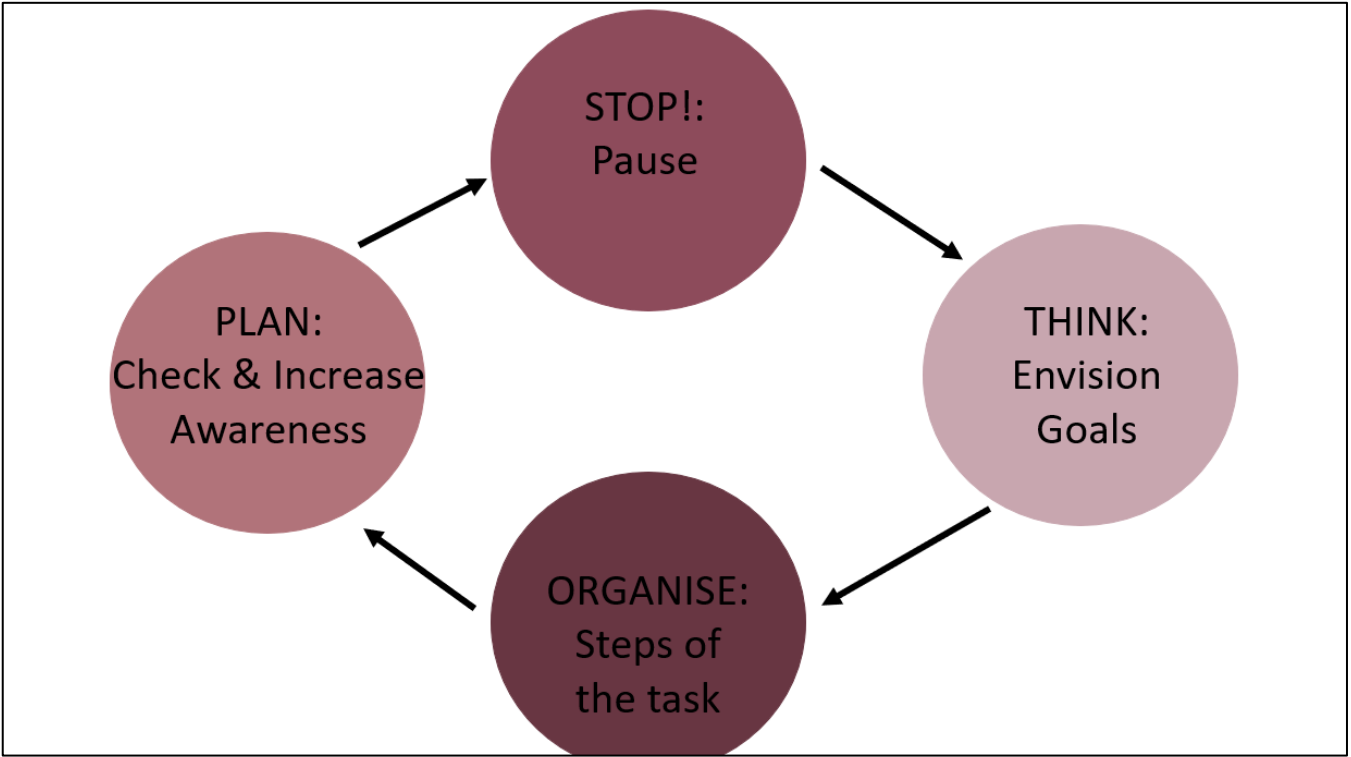 STOP!:
Pause
THINK:
Envision
Goals
ORGANISE:
Steps of
the task
PLAN:
Check & Increase
Awareness